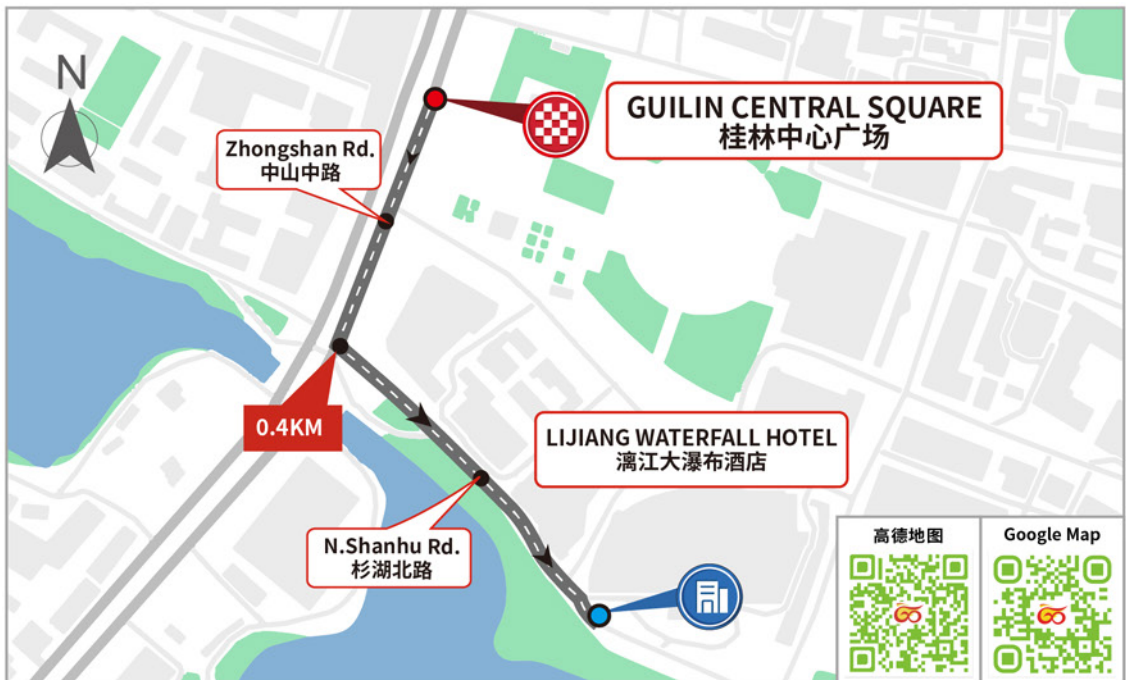 N
GUILIN CENTRAL SQUARE
桂林中心广场
Zhongshan Rd.
中山中路
0.4KM
LIJIANG WATERFALL HOTEL
漓江大瀑布酒店
N.Shanhu Rd.
杉湖北路
高德地图
Google Map